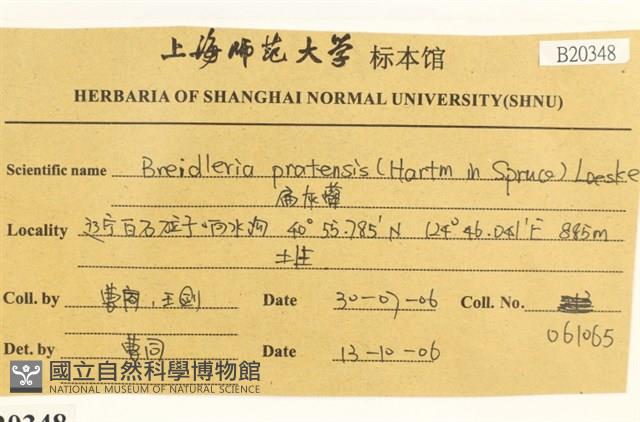 上海师范大学 标本馆
B20348
HERBARIA OF SHANGHAI NORMAL UNIVERSITY(SHNU)
Scientific name Breidleria pratensis (Hartm in Spruce) Loeske
扁灰藓
Locality 辽宁白石砬子 响水沟 40° 55.785' N 124° 46.041' E 885m
土生
Coll. by 曹同, 王剑 Date 30-07-06 Coll. No.
061065
Det. by 曹同 Date 13-10-06
國立自然科學博物館
NATIONAL MUSEUM OF NATURAL SCIENCE
20348